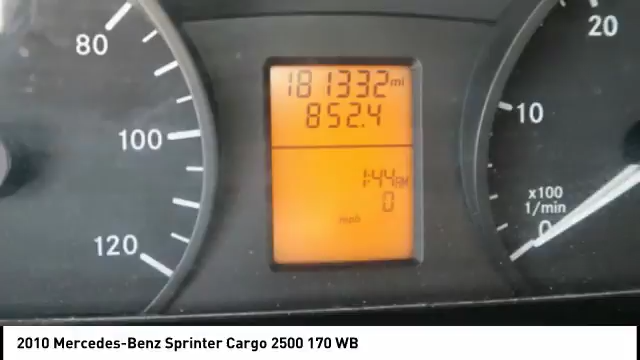 80
100
120
181332 mi
852.4
1:44 AM
0
mph
20
10
x100
1/min
0
2010 Mercedes-Benz Sprinter Cargo 2500 170 WB